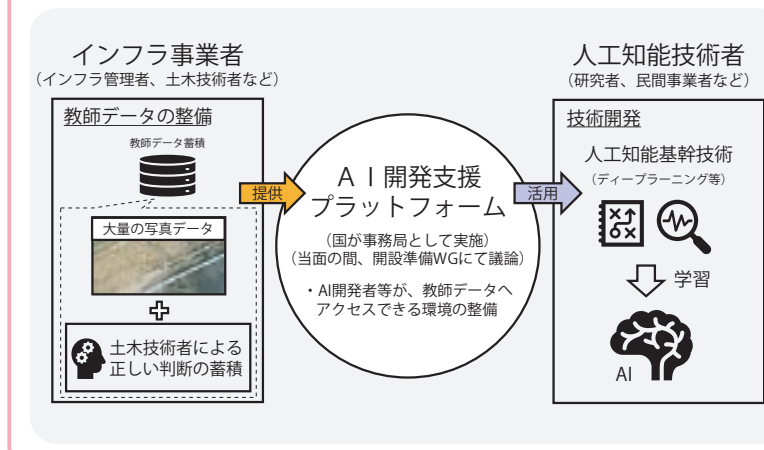 インフラ事業者
（インフラ管理者、土木技術者など）
教師データの整備
教師データ蓄積
大量の写真データ
土木技術者による
正しい判断の蓄積
提供
ＡＩ開発支援
プラットフォーム
（国が事務局として実施）
（当面の間、開設準備WGにて議論）
・AI開発者等が、教師データへ
アクセスできる環境の整備
活用
人工知能技術者
（研究者、民間事業者など）
技術開発
人工知能基幹技術
（ディープラーニング等）
学習
AI